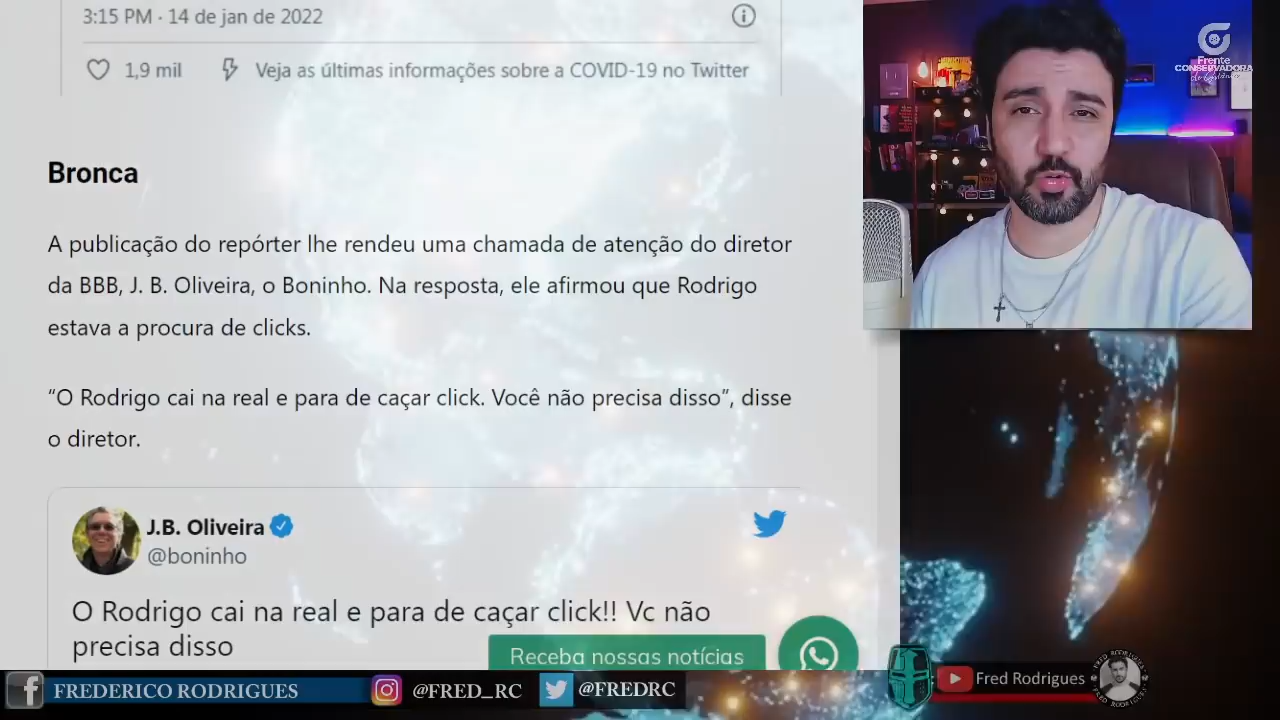 3:15 PM · 14 de jan de 2022
1,9 mil
Veja as últimas informações sobre a COVID-19 no Twitter
Bronca
A publicação do repórter lhe rendeu uma chamada de atenção do diretor
da BBB, J. B. Oliveira, o Boninho. Na resposta, ele afirmou que Rodrigo
estava a procura de clicks.
“O Rodrigo cai na real e para de caçar click. Você não precisa disso”, disse
o diretor.
J.B. Oliveira
@boninho
O Rodrigo cai na real e para de caçar click!! Vc não
precisa disso
Receba nossas notícias
Frente
CONSERVADORA
FREDERICO RODRIGUES
@FRED_RC
@FREDRC
Fred Rodrigues
FRED RODRIGUES